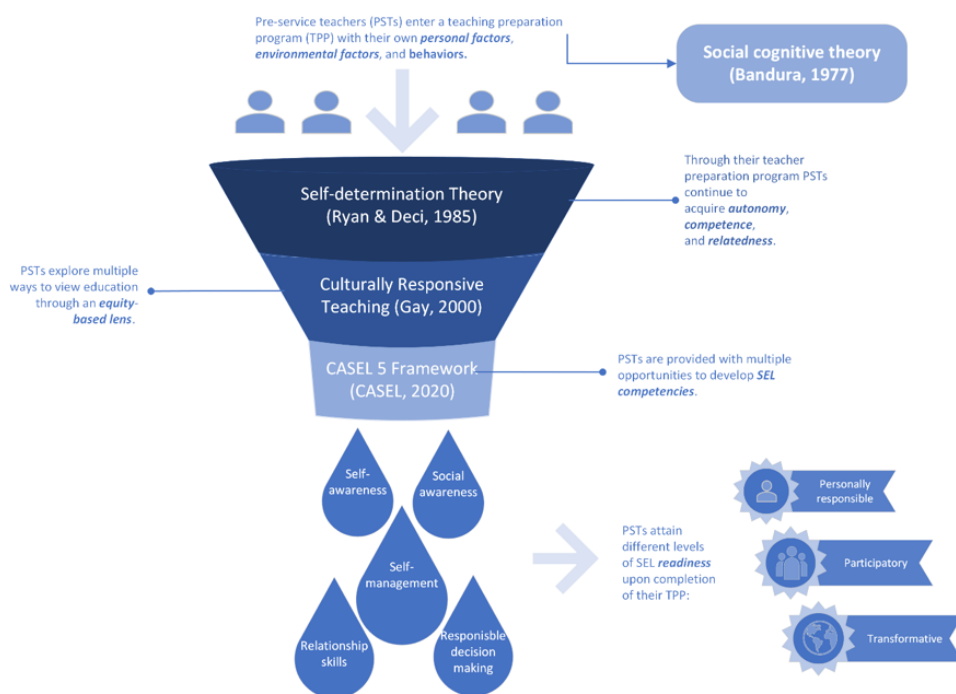 Pre-service teachers (PSTs) enter a teaching preparation
program (TPP) with their own personal factors,
environmental factors, and behaviors.
Social cognitive theory
(Bandura, 1977)
Self-determination Theory
(Ryan & Deci, 1985)
Through their teacher
preparation program PSTs
continue to
acquire autonomy,
competence,
and relatedness.
PSTs explore multiple
ways to view education
through an equity-
based lens.
Culturally Responsive
Teaching (Gay, 2000)
CASEL 5 Framework
(CASEL, 2020)
PSTs are provided with multiple
opportunities to develop SEL
competencies.
Self-
awareness
Social
awareness
Self-
management
Relationship
skills
Responisble
decision
making
PSTs attain
different levels
of SEL readiness
upon completion
of their TPP:
Personally
responsible
Participatory
Transformative